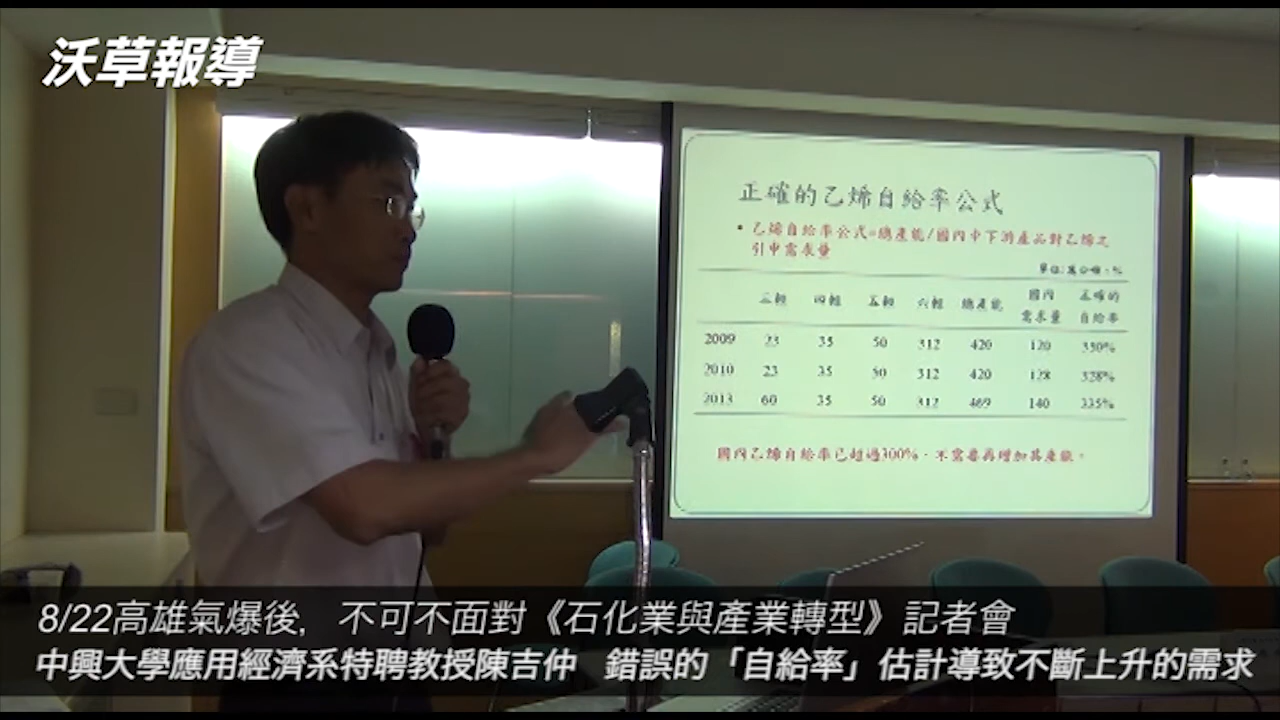 沃草報導
正確的乙烯自給率公式
• 乙烯自給率公式=總產能/國內中下游產品對乙烯之
引申需求量
單位:萬公噸,%
三輕 四輕 五輕 六輕 總產能 國內需求量 正確的自給率
2009 23 35 50 312 420 120 350%
2010 23 35 50 312 420 128 328%
2013 60 35 50 312 469 140 335%
國內乙烯自給率已超過300%,不需要再增加其產能。
8/22高雄氣爆後,不可不面對《石化業與產業轉型》記者會
中興大學應用經濟系特聘教授陳吉仲 錯誤的「自給率」估計導致不斷上升的需求